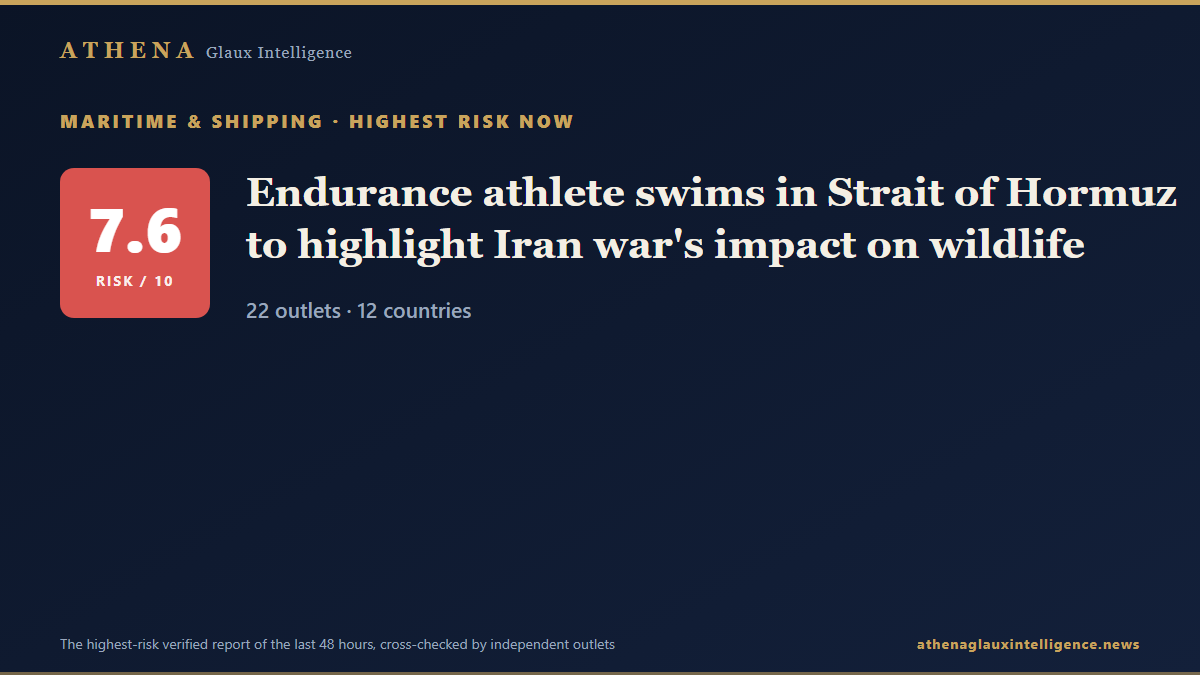 ATHENA Glaux Intelligence
MARITIME & SHIPPING · HIGHEST RISK NOW
7.6
RISK / 10
Endurance athlete swims in Strait of Hormuz
to highlight Iran war's impact on wildlife
22 outlets · 12 countries
The highest-risk verified report of the last 48 hours, cross-checked by independent outlets
athenaglauxintelligence.news